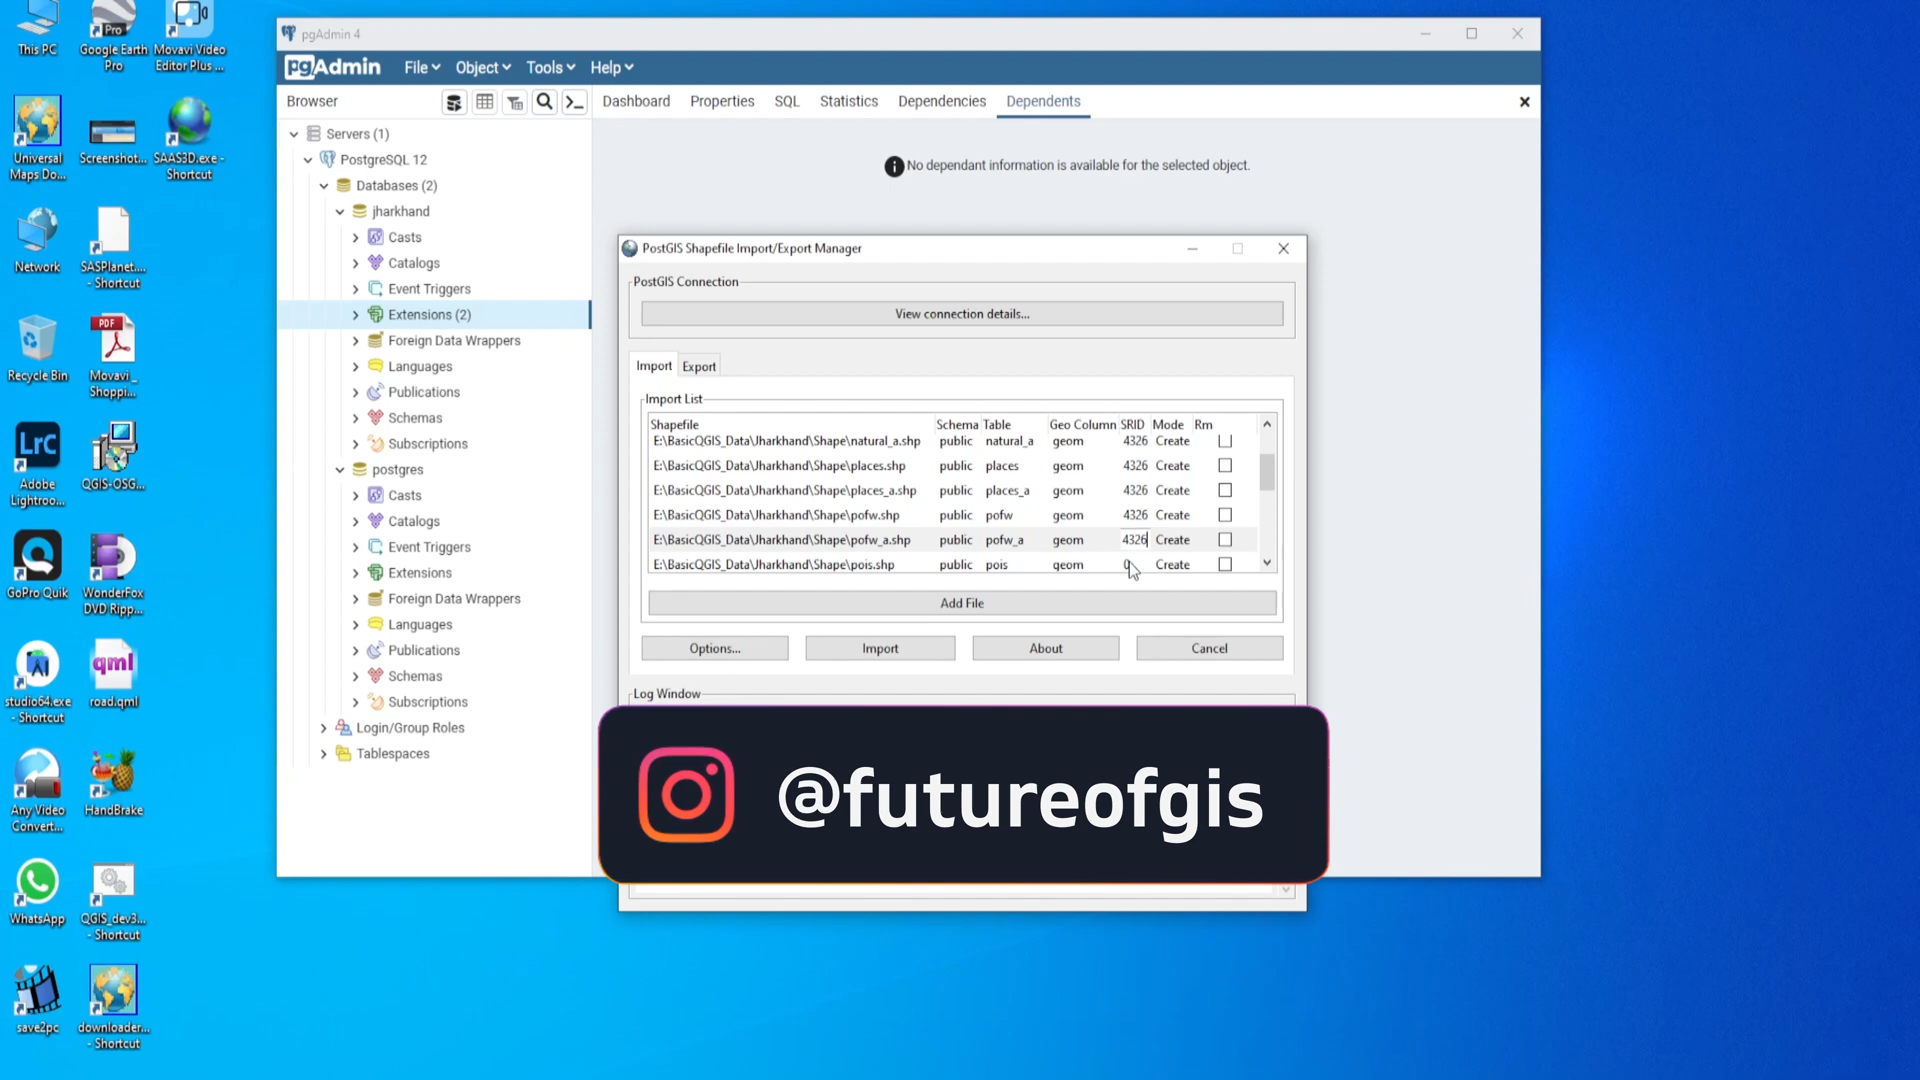 This PC
Google Earth
Pro
Movavi Video
Editor Plus ...
Universal
Maps Do...
Screenshot...
SAAS3D.exe -
Shortcut
Network
SASPlanet....
- Shortcut
Recycle Bin
PDF
Movavi_
Shoppi...
LrC
Adobe
Lightroo...
QGIS-OSG...
GoPro Quik
WonderFox
DVD Ripp...
studio64.exe
- Shortcut
qml
road.qml
Any Video
Convert...
HandBrake
WhatsApp
QGIS_dev3...
- Shortcut
save2pc
downloader...
- Shortcut
pgAdmin 4
pgAdmin
File
Object
Tools
Help
Browser
Dashboard
Properties
SQL
Statistics
Dependencies
Dependents
No dependant information is available for the selected object.
Servers (1)
PostgreSQL 12
Databases (2)
jharkhand
Casts
Catalogs
Event Triggers
Extensions (2)
Foreign Data Wrappers
Languages
Publications
Schemas
Subscriptions
postgres
Casts
Catalogs
Event Triggers
Extensions
Foreign Data Wrappers
Languages
Publications
Schemas
Subscriptions
Login/Group Roles
Tablespaces
PostGIS Shapefile Import/Export Manager
PostGIS Connection
View connection details...
Import Export
Import List
Shapefile Schema Table Geo Column SRID Mode Rm
E:\BasicQGIS_Data\Jharkhand\Shape\natural_a.shp public natural_a geom 4326 Create
E:\BasicQGIS_Data\Jharkhand\Shape\places.shp public places geom 4326 Create
E:\BasicQGIS_Data\Jharkhand\Shape\places_a.shp public places_a geom 4326 Create
E:\BasicQGIS_Data\Jharkhand\Shape\pofw.shp public pofw geom 4326 Create
E:\BasicQGIS_Data\Jharkhand\Shape\pofw_a.shp public pofw_a geom 4326 Create
E:\BasicQGIS_Data\Jharkhand\Shape\pois.shp public pois geom 0 Create
Add File
Options... Import About Cancel
Log Window
@futureofgis